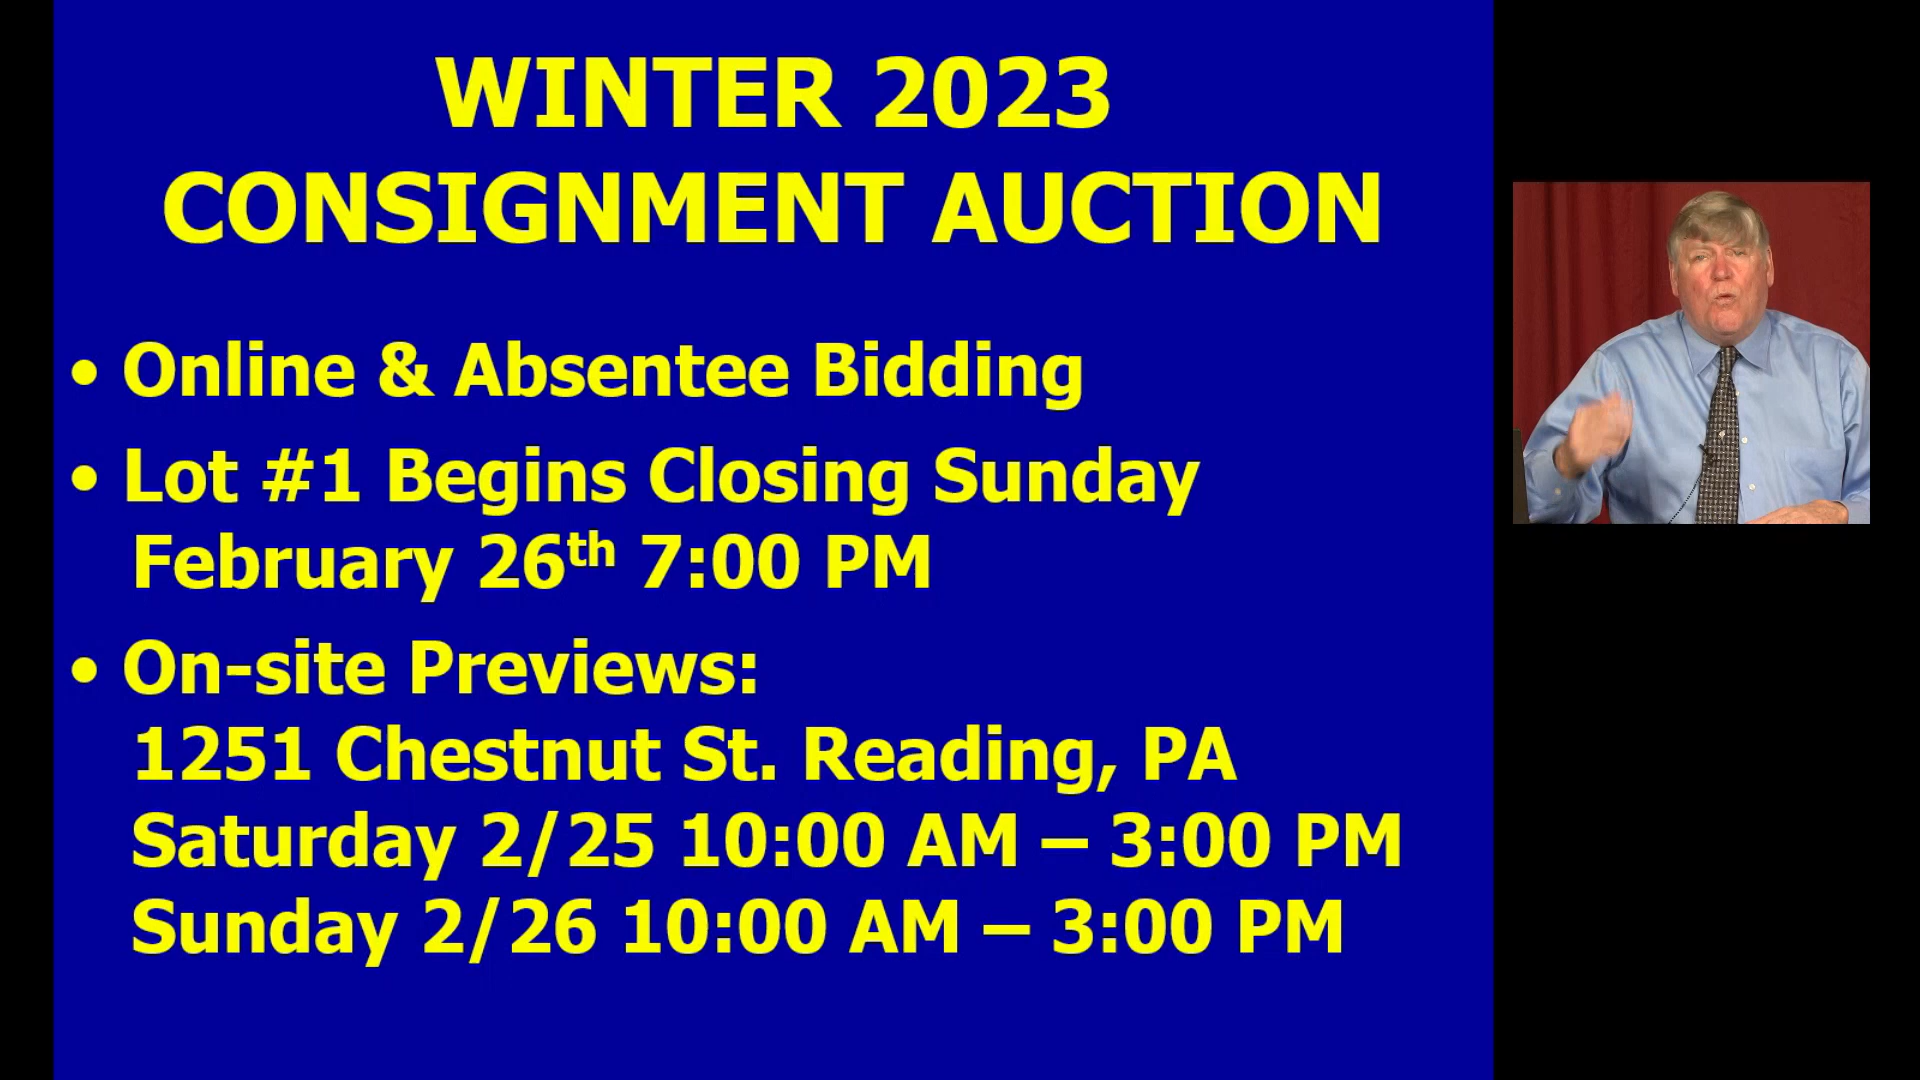 WINTER 2023
CONSIGNMENT AUCTION
• Online & Absentee Bidding
• Lot #1 Begins Closing Sunday
February 26th 7:00 PM
• On-site Previews:
1251 Chestnut St. Reading, PA
Saturday 2/25 10:00 AM – 3:00 PM
Sunday 2/26 10:00 AM – 3:00 PM